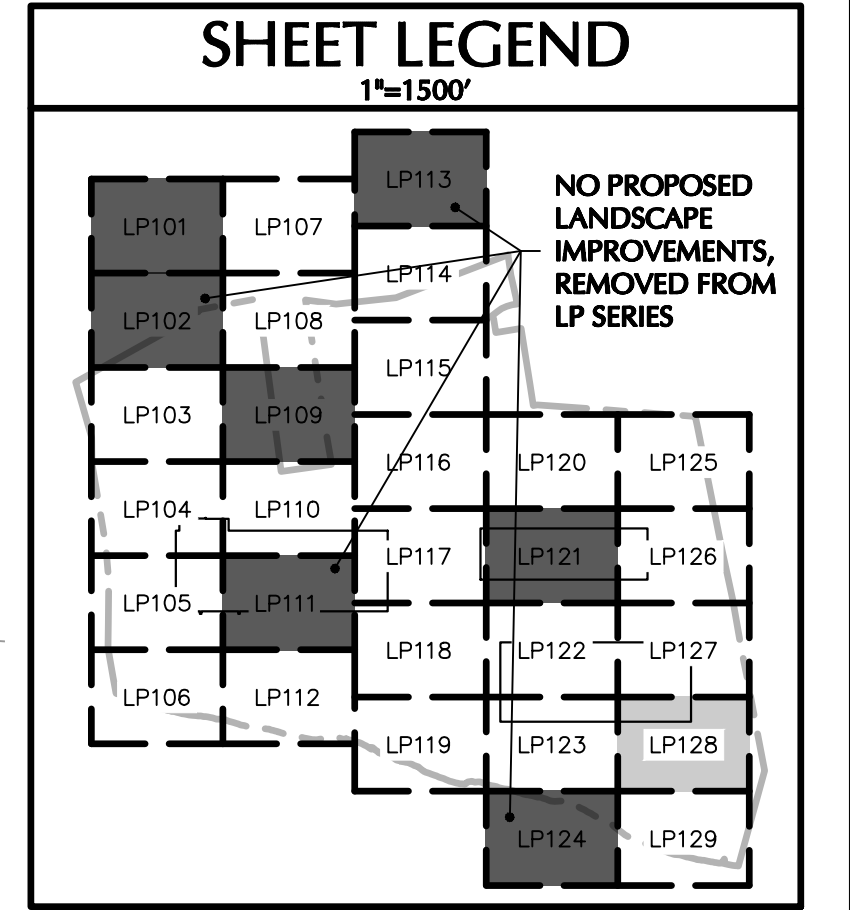 SHEET LEGEND
1"=1500'
NO PROPOSED
LANDSCAPE
IMPROVEMENTS,
REMOVED FROM
LP SERIES
LP113
LP101
LP107
LP114
LP102
LP108
LP115
LP103
LP109
LP116
LP120
LP125
LP104
LP110
LP117
LP121
LP126
LP105
LP111
LP118
LP122
LP127
LP106
LP112
LP119
LP123
LP128
LP124
LP129